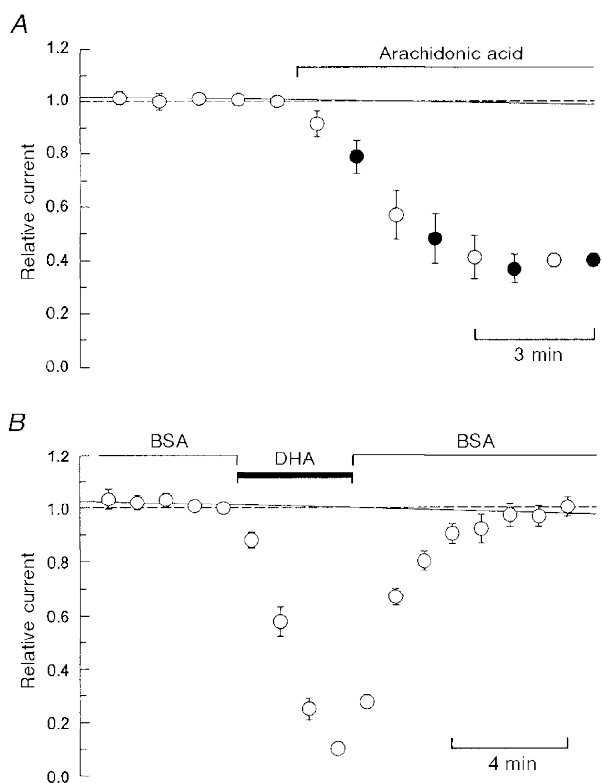 A
1.2
1.0
0.8
0.6
0.4
0.2
0.0
Relative current
Arachidonic acid
3 min
B
BSA
DHA
BSA
1.2
1.0
0.8
0.6
0.4
0.2
0.0
Relative current
4 min